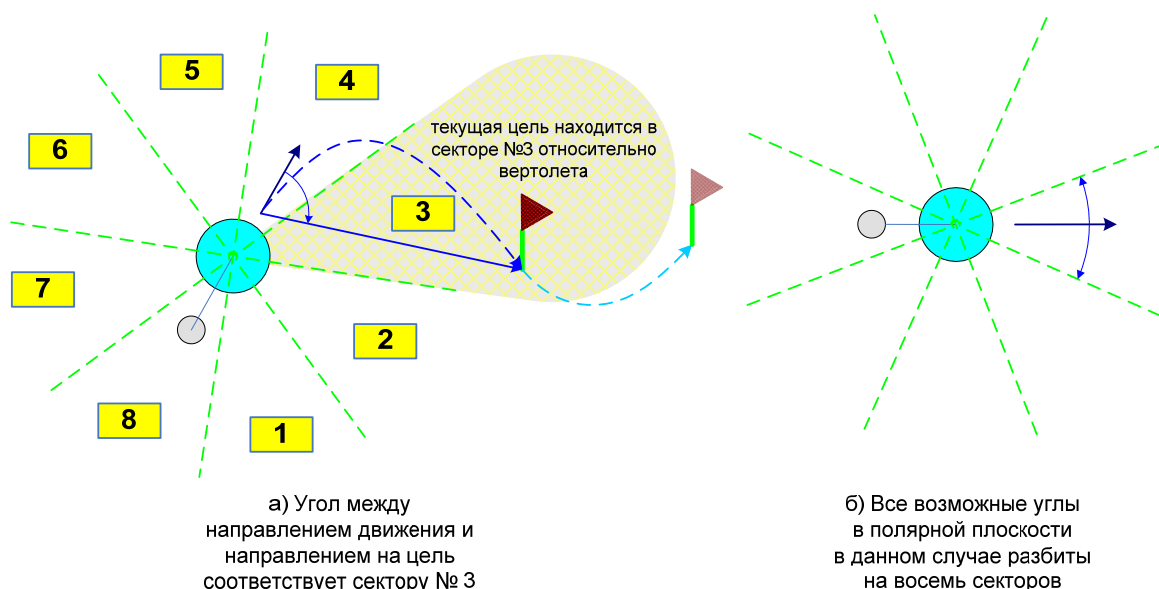 5
4
6
текущая цель находится в
секторе №3 относительно
вертолета
3
7
2
8
1
а) Угол между
направлением движения и
направлением на цель
соответствует сектору № 3
б) Все возможные углы
в полярной плоскости
в данном случае разбиты
на восемь секторов